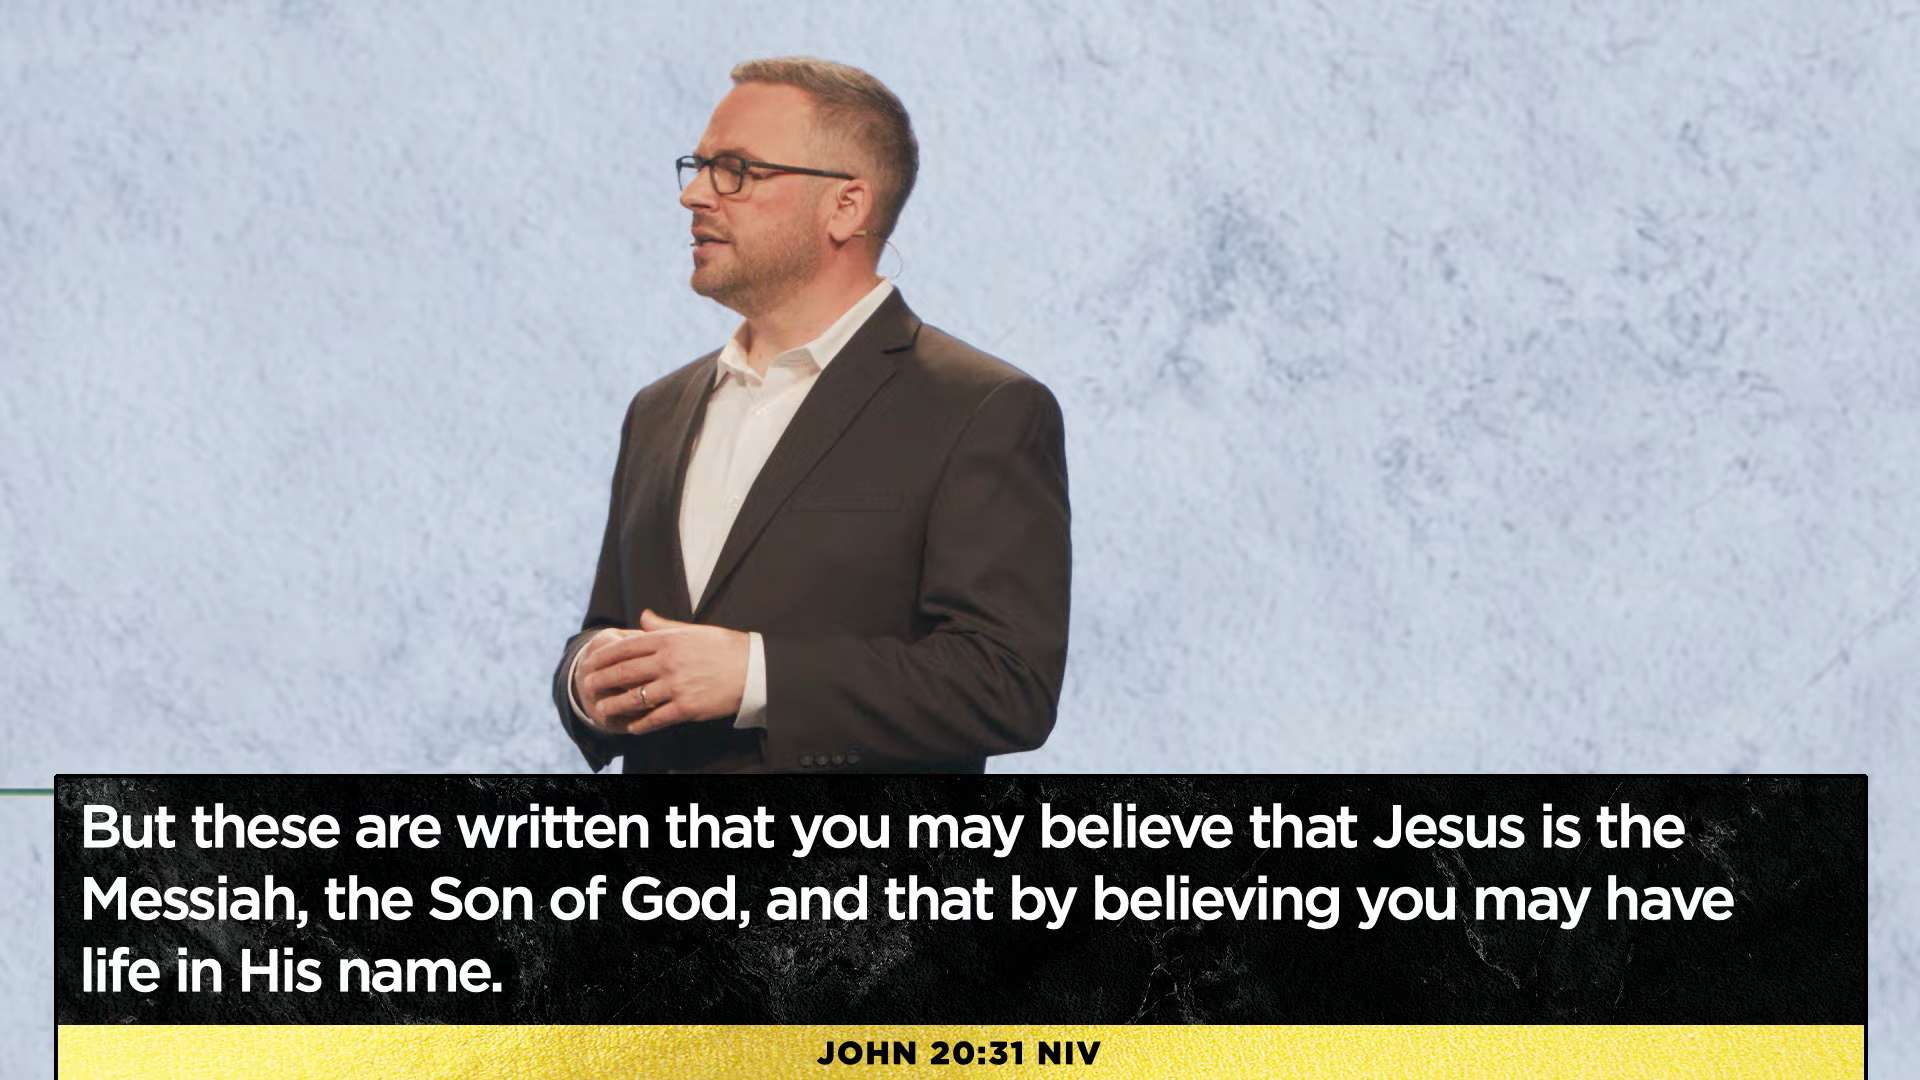 But these are written that you may believe that Jesus is the
Messiah, the Son of God, and that by believing you may have
life in His name.
JOHN 20:31 NIV